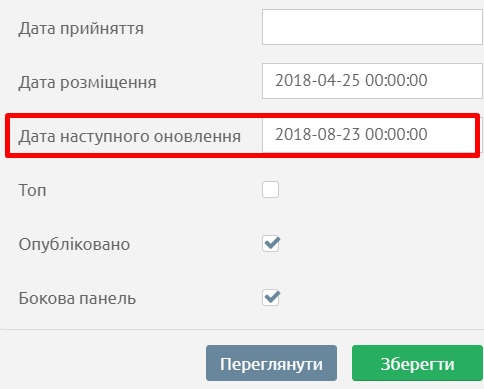 Дата прийняття
Дата розміщення 2018-04-25 00:00:00
Дата наступного оновлення 2018-08-23 00:00:00
Топ
Опубліковано
Бокова панель
Переглянути Зберегти